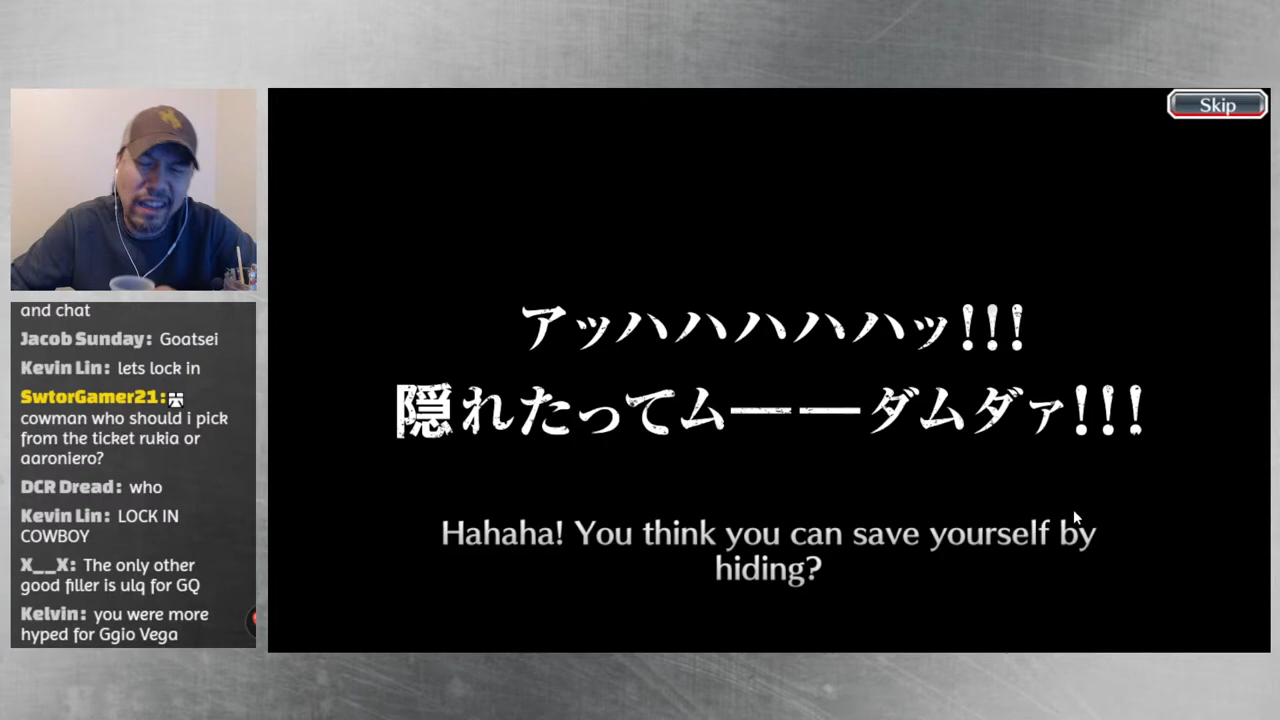 Skip
アッハハハハハッ!!!
隠れたってム——ダムダァ!!!
Hahaha! You think you can save yourself by
hiding?
and chat
Jacob Sunday: Goatsei
Kevin Lin: lets lock in
SwtorGamer21:
cowman who should i pick
from the ticket rukia or
aaroniero?
DCR Dread: who
Kevin Lin: LOCK IN
COWBOY
X__X: The only other
good filler is ulq for GQ
Kelvin: you were more
hyped for Ggio Vega